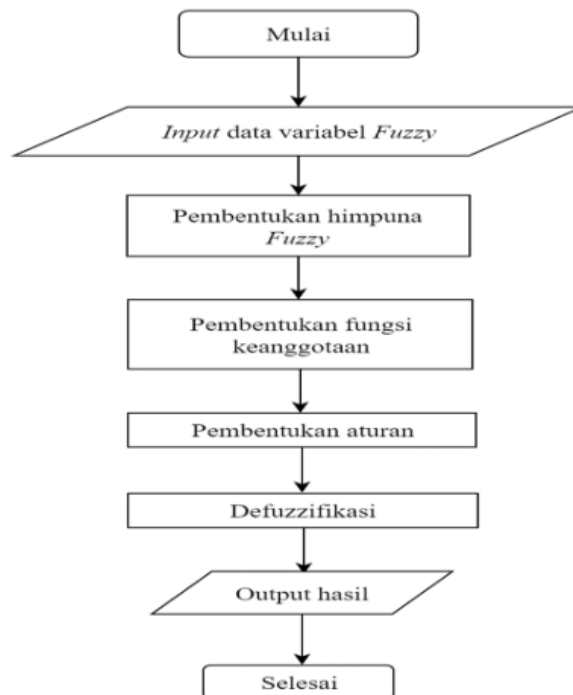 Mulai
Input data variabel Fuzzy
Pembentukan himpuna
Fuzzy
Pembentukan fungsi
keanggotaan
Pembentukan aturan
Defuzzifikasi
Output hasil
Selesai